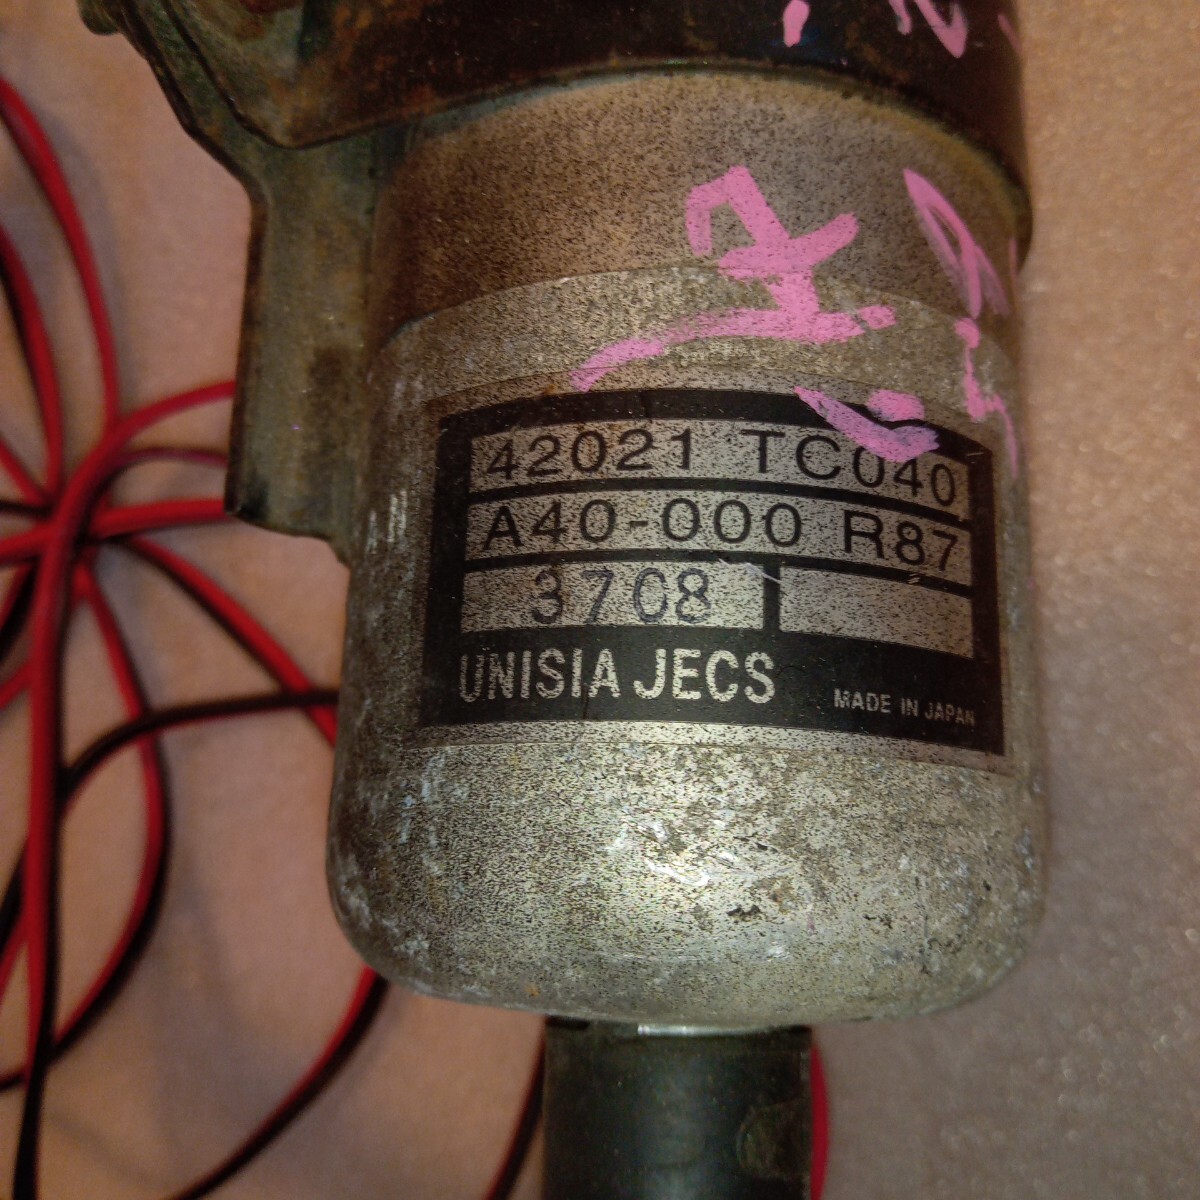 42021 TC040
A40-000 R87
3708
UNISIA JECS
MADE IN JAPAN